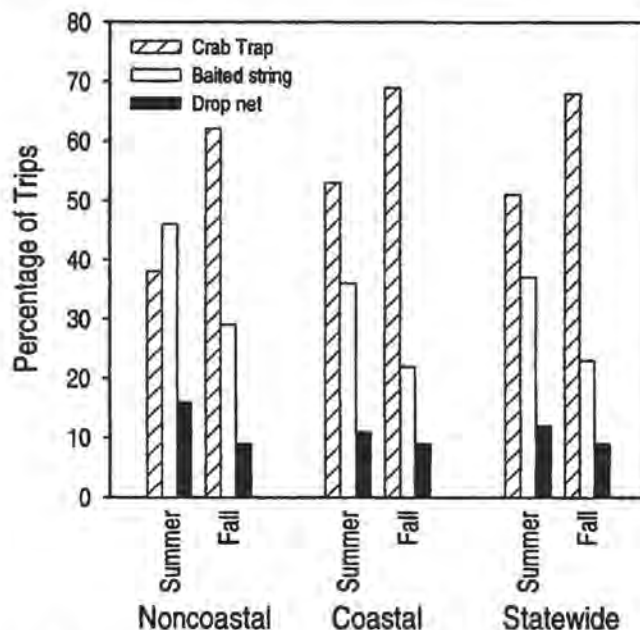 Percentage of Trips
80
70
60
50
40
30
20
10
0
Crab Trap
Baited string
Drop net
Summer
Fall
Summer
Fall
Summer
Fall
Noncoastal
Coastal
Statewide